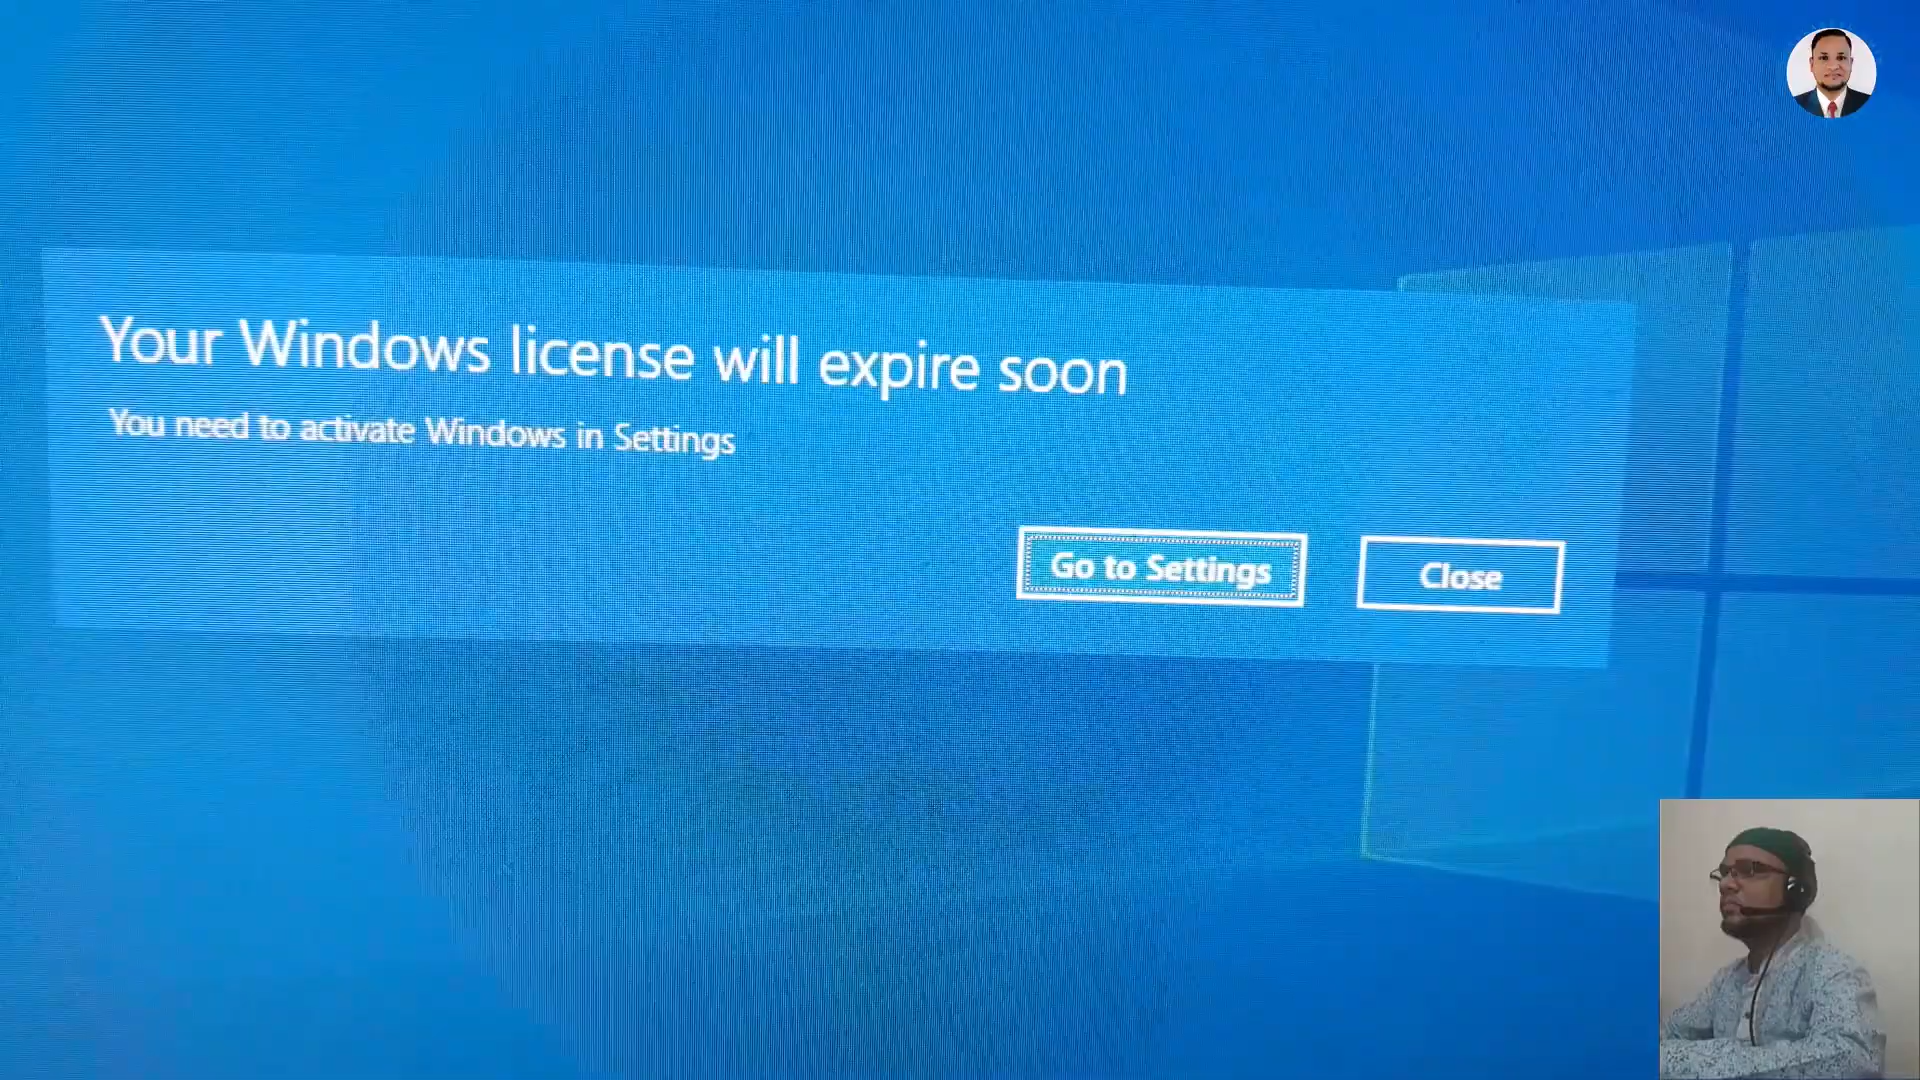 Your Windows license will expire soon
You need to activate Windows in Settings
Go to Settings
Close